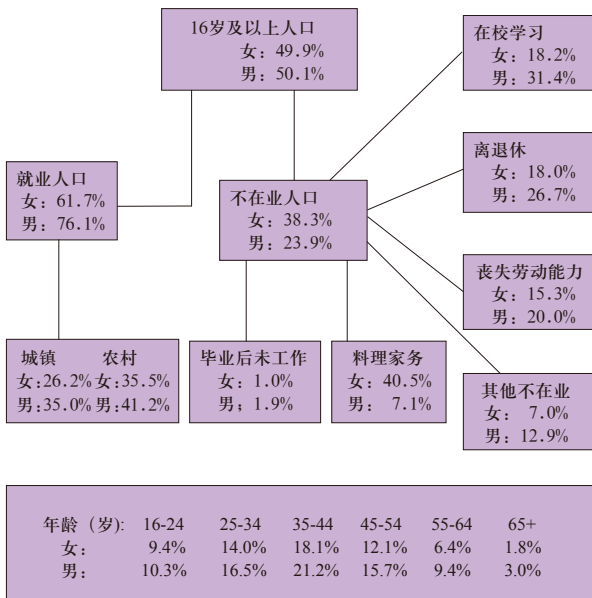 16岁及以上人口
女：49.9%
男：50.1%
在校学习
女：18.2%
男：31.4%
就业人口
女：61.7%
男：76.1%
不在业人口
女：38.3%
男：23.9%
离退休
女：18.0%
男：26.7%
丧失劳动能力
女：15.3%
男：20.0%
城镇 农村
女:26.2% 女:35.5%
男:35.0% 男:41.2%
毕业后未工作
女：1.0%
男；1.9%
料理家务
女：40.5%
男： 7.1%
其他不在业
女： 7.0%
男：12.9%
年龄（岁): 16-24 25-34 35-44 45-54 55-64 65+
女： 9.4% 14.0% 18.1% 12.1% 6.4% 1.8%
男： 10.3% 16.5% 21.2% 15.7% 9.4% 3.0%